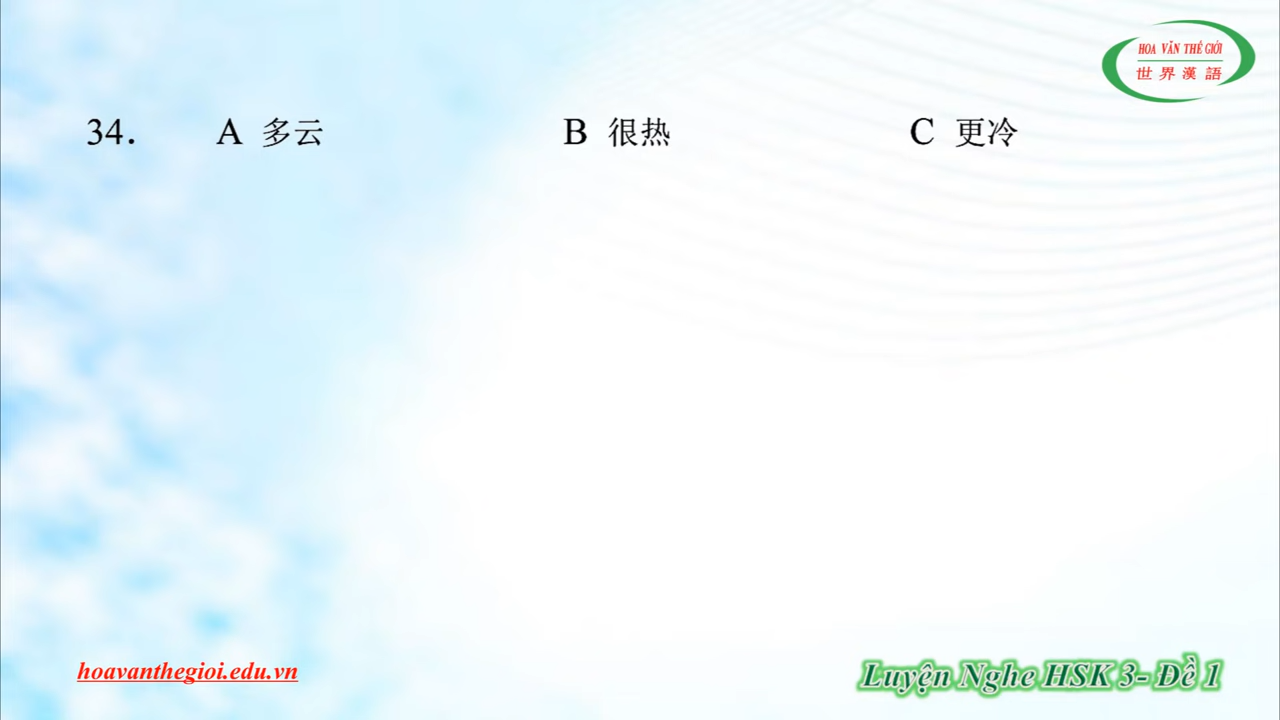 HOA VĂN THẾ GIỚI
世界漢語
34. A 多云 B 很热 C 更冷
hoavanthegioi.edu.vn
Luyện Nghe HSK 3- Đề 1